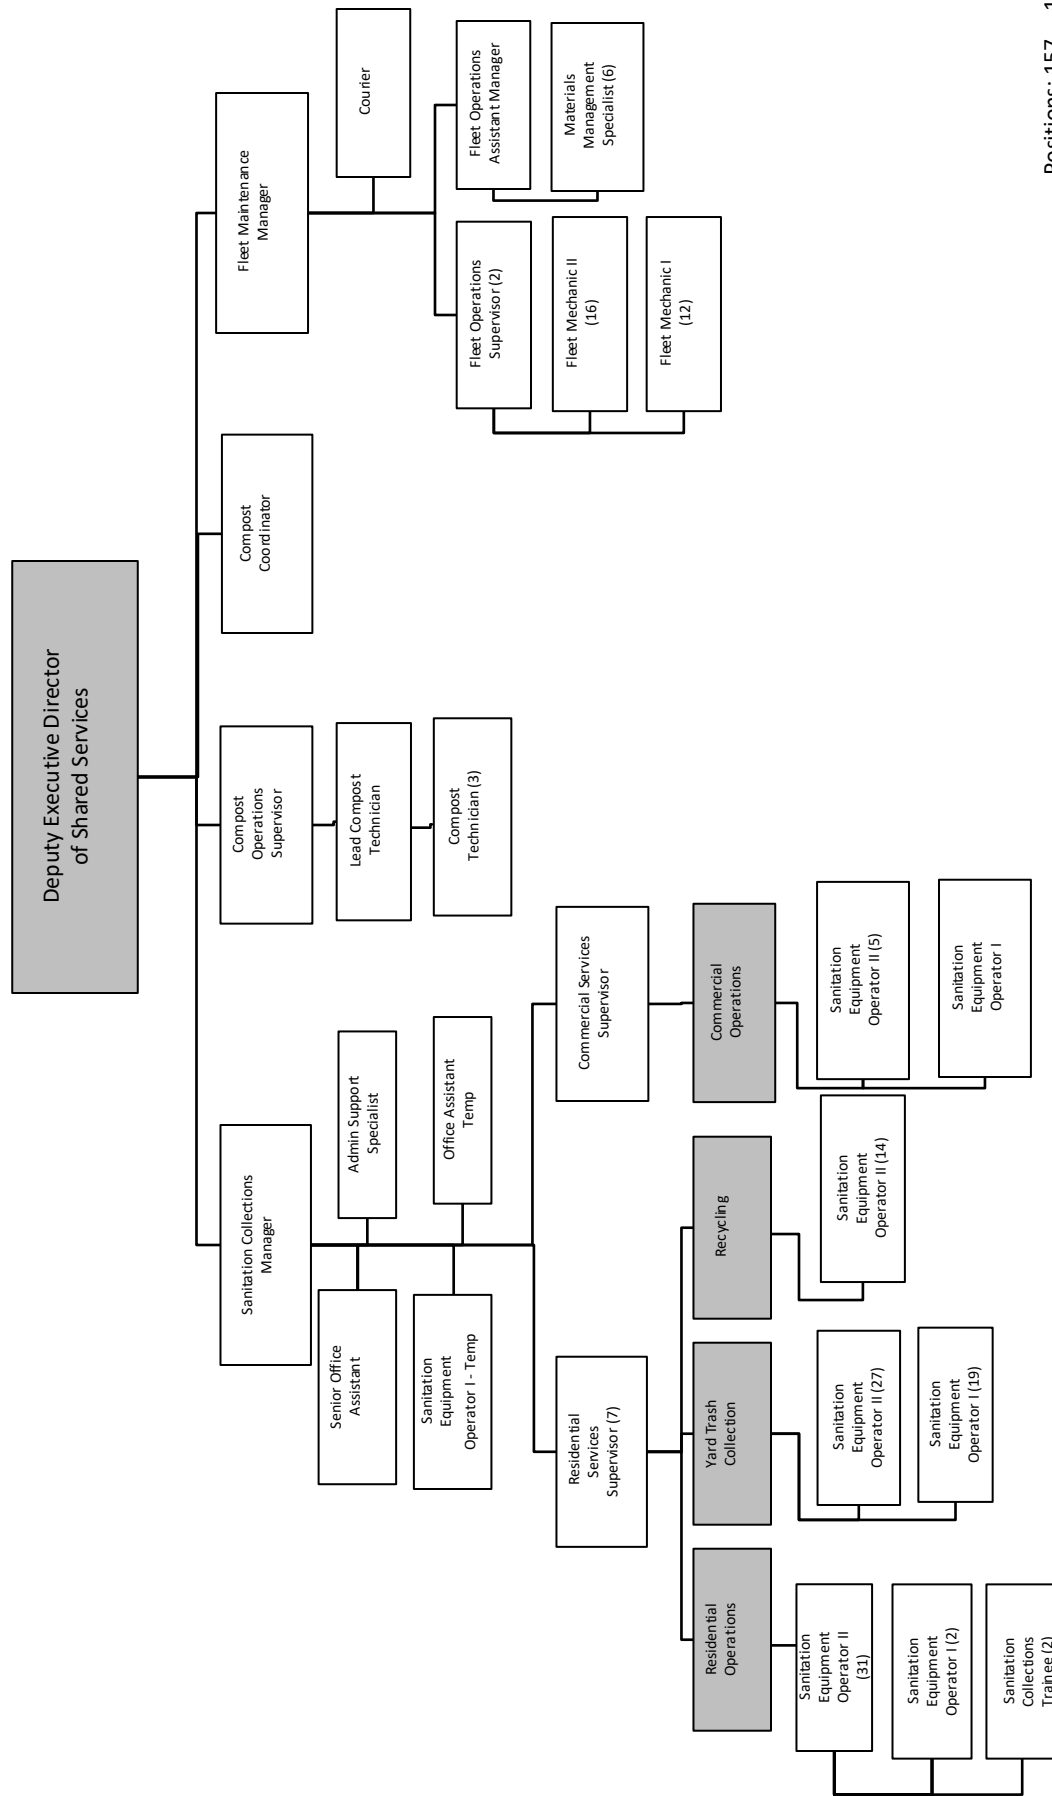 Deputy Executive Director
of Shared Services
Sanitation Collections
Manager
Compost
Operations
Supervisor
Compost
Coordinator
Fleet Maintenance
Manager
Senior Office
Assistant
Admin Support
Specialist
Sanitation
Equipment
Operator I - Temp
Office Assistant
Temp
Lead Compost
Technician
Compost
Technician (3)
Courier
Fleet Operations
Supervisor (2)
Fleet Operations
Assistant Manager
Fleet Mechanic II
(16)
Materials
Management
Specialist (6)
Fleet Mechanic I
(12)
Residential
Services
Supervisor (7)
Commercial Services
Supervisor
Residential
Operations
Yard Trash
Collection
Recycling
Commercial
Operations
Sanitation
Equipment
Operator II
(31)
Sanitation
Equipment
Operator I (2)
Sanitation
Collections
Trainee (2)
Sanitation
Equipment
Operator II (27)
Sanitation
Equipment
Operator I (19)
Sanitation
Equipment
Operator II (14)
Sanitation
Equipment
Operator II (5)
Sanitation
Equipment
Operator I
Positions: 157